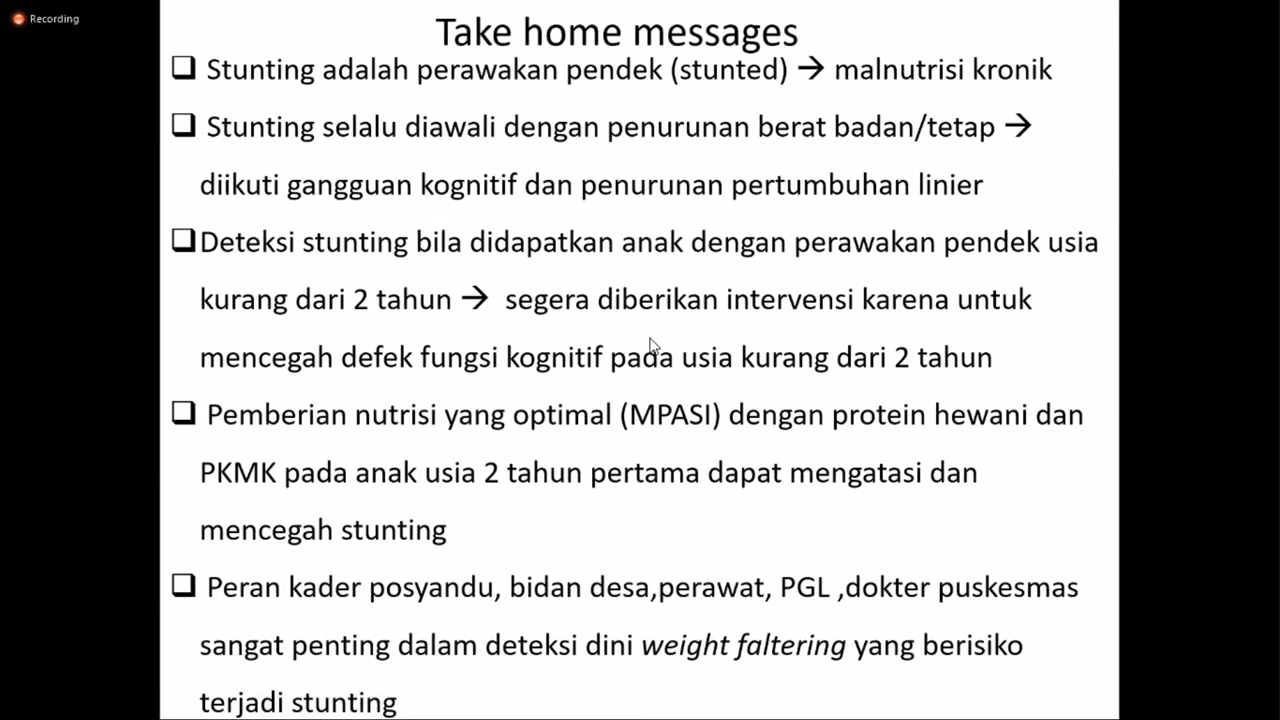 Recording
Take home messages
❑ Stunting adalah perawakan pendek (stunted) → malnutrisi kronik
❑ Stunting selalu diawali dengan penurunan berat badan/tetap →
diikuti gangguan kognitif dan penurunan pertumbuhan linier
❑Deteksi stunting bila didapatkan anak dengan perawakan pendek usia
kurang dari 2 tahun → segera diberikan intervensi karena untuk
mencegah defek fungsi kognitif pada usia kurang dari 2 tahun
❑ Pemberian nutrisi yang optimal (MPASI) dengan protein hewani dan
PKMK pada anak usia 2 tahun pertama dapat mengatasi dan
mencegah stunting
❑ Peran kader posyandu, bidan desa,perawat, PGL ,dokter puskesmas
sangat penting dalam deteksi dini weight faltering yang berisiko
terjadi stunting